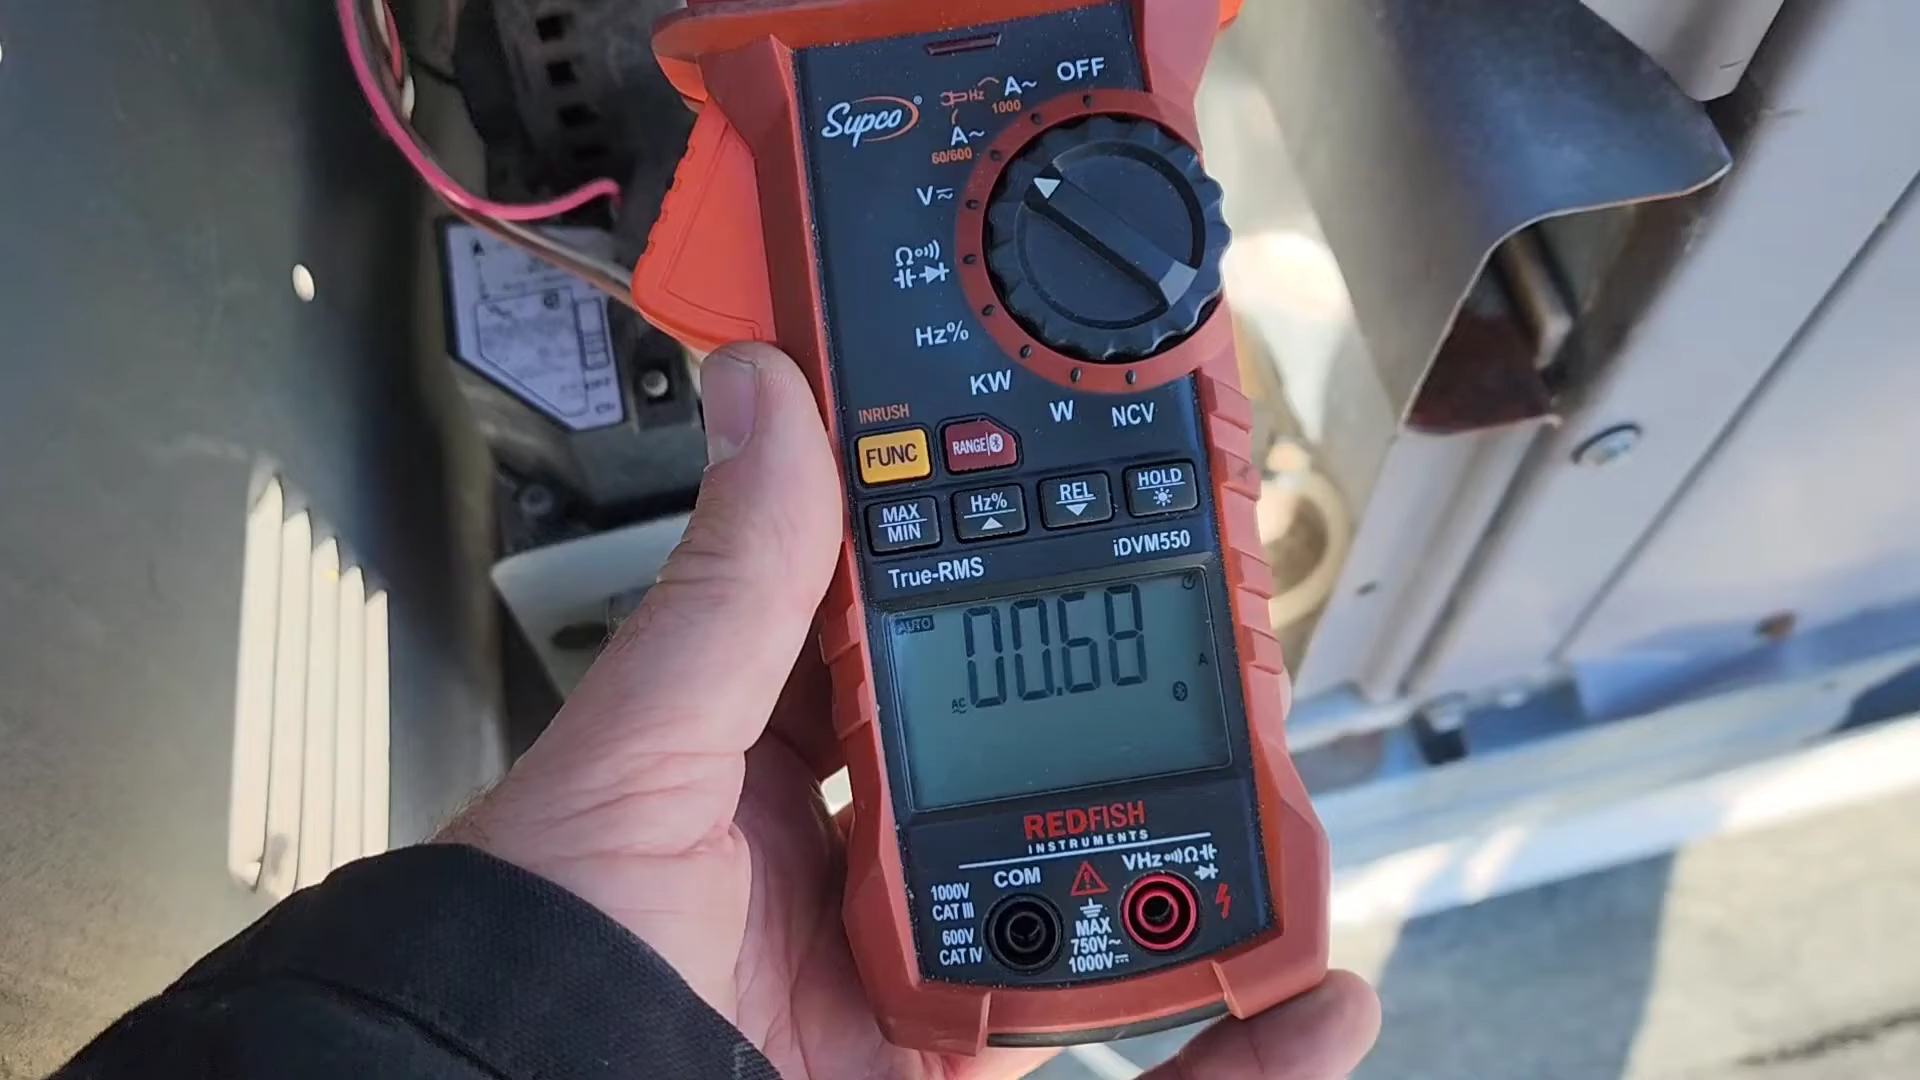 OFF
Hz A~
1000
Supco®
A~
60/600
V
Ω
Hz%
KW
W
NCV
INRUSH
FUNC
RANGE
MAX
MIN
Hz%
REL
HOLD
iDVM550
True-RMS
AUTO
00.68
A
AC
REDFISH
INSTRUMENTS
VHz Ω
COM
1000V
CAT III
600V
CAT IV
MAX
750V~
1000V